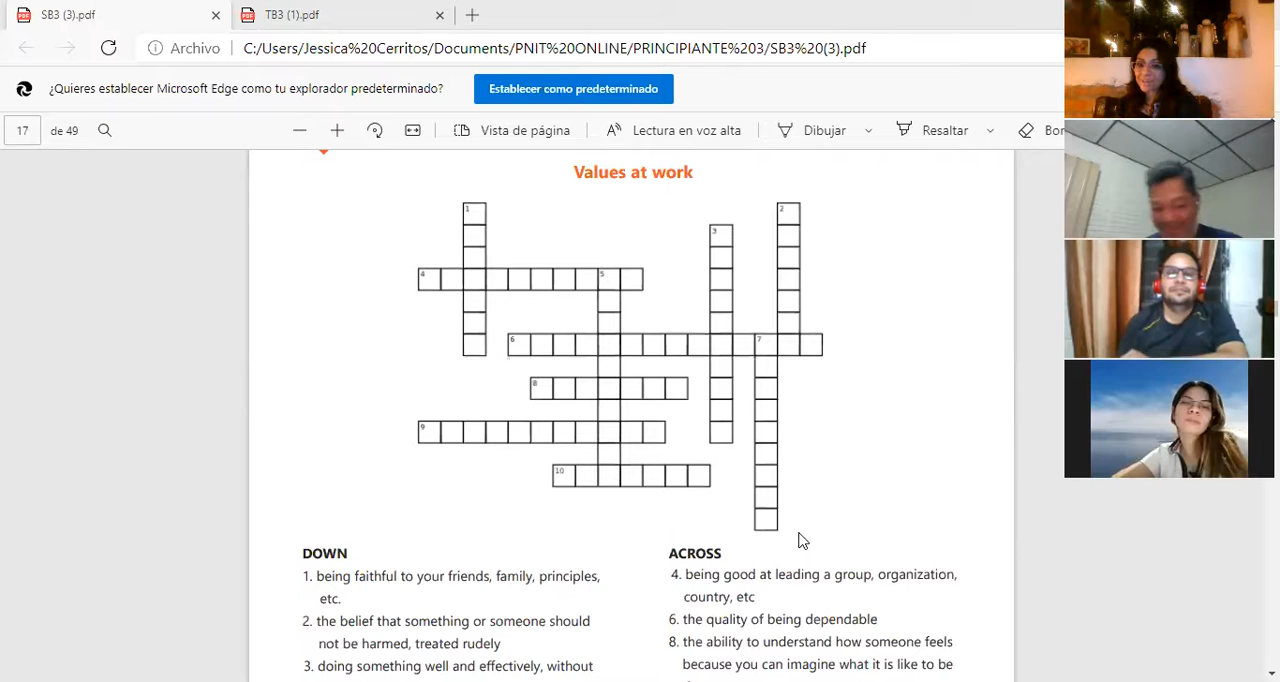 SB3 (3).pdf
TB3 (1).pdf
Archivo
C:/Users/Jessica%20Cerritos/Documents/PNIT%20ONLINE/PRINCIPIANTE%203/SB3%20(3).pdf
¿Quieres establecer Microsoft Edge como tu explorador predeterminado?
Establecer como predeterminado
17 de 49
Vista de página
Lectura en voz alta
Dibujar
Resaltar
Bor
Values at work
1
2
3
4
5
6
7
8
9
10
DOWN
1. being faithful to your friends, family, principles,
etc.
2. the belief that something or someone should
not be harmed, treated rudely
3. doing something well and effectively, without
ACROSS
4. being good at leading a group, organization,
country, etc
6. the quality of being dependable
8. the ability to understand how someone feels
because you can imagine what it is like to be